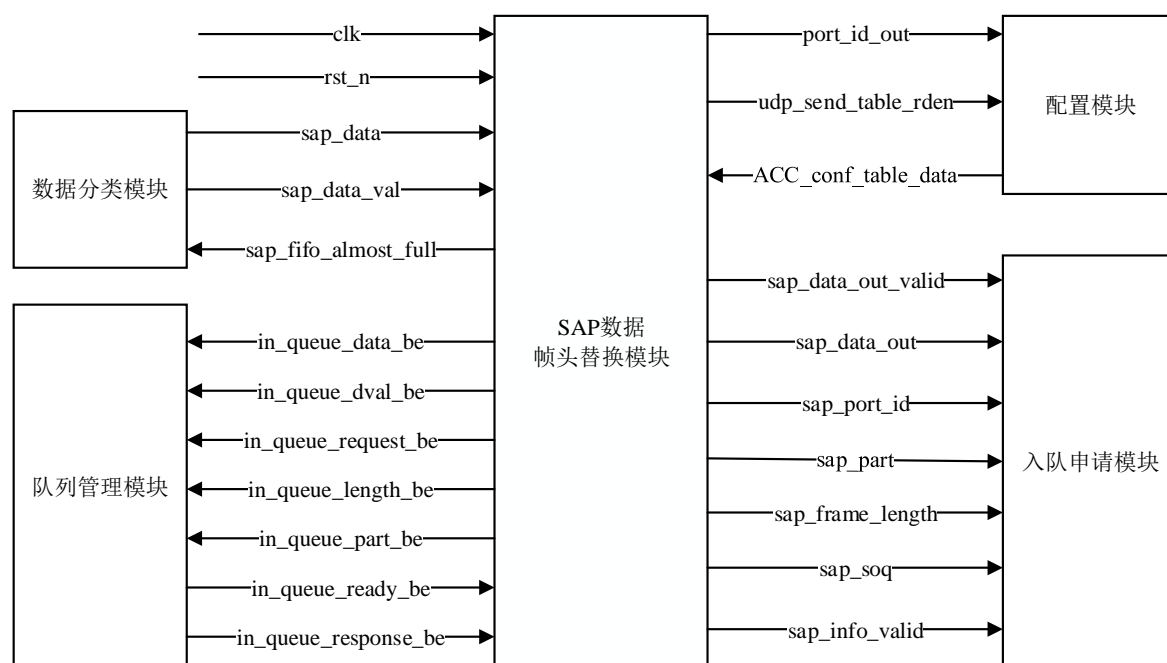 clk
rst_n
数据分类模块
sap_data
sap_data_val
sap_fifo_almost_full
队列管理模块
in_queue_data_be
in_queue_dval_be
in_queue_request_be
in_queue_length_be
in_queue_part_be
in_queue_ready_be
in_queue_response_be
SAP数据
帧头替换模块
port_id_out
udp_send_table_rden
ACC_conf_table_data
配置模块
sap_data_out_valid
sap_data_out
sap_port_id
sap_part
sap_frame_length
sap_soq
sap_info_valid
入队申请模块